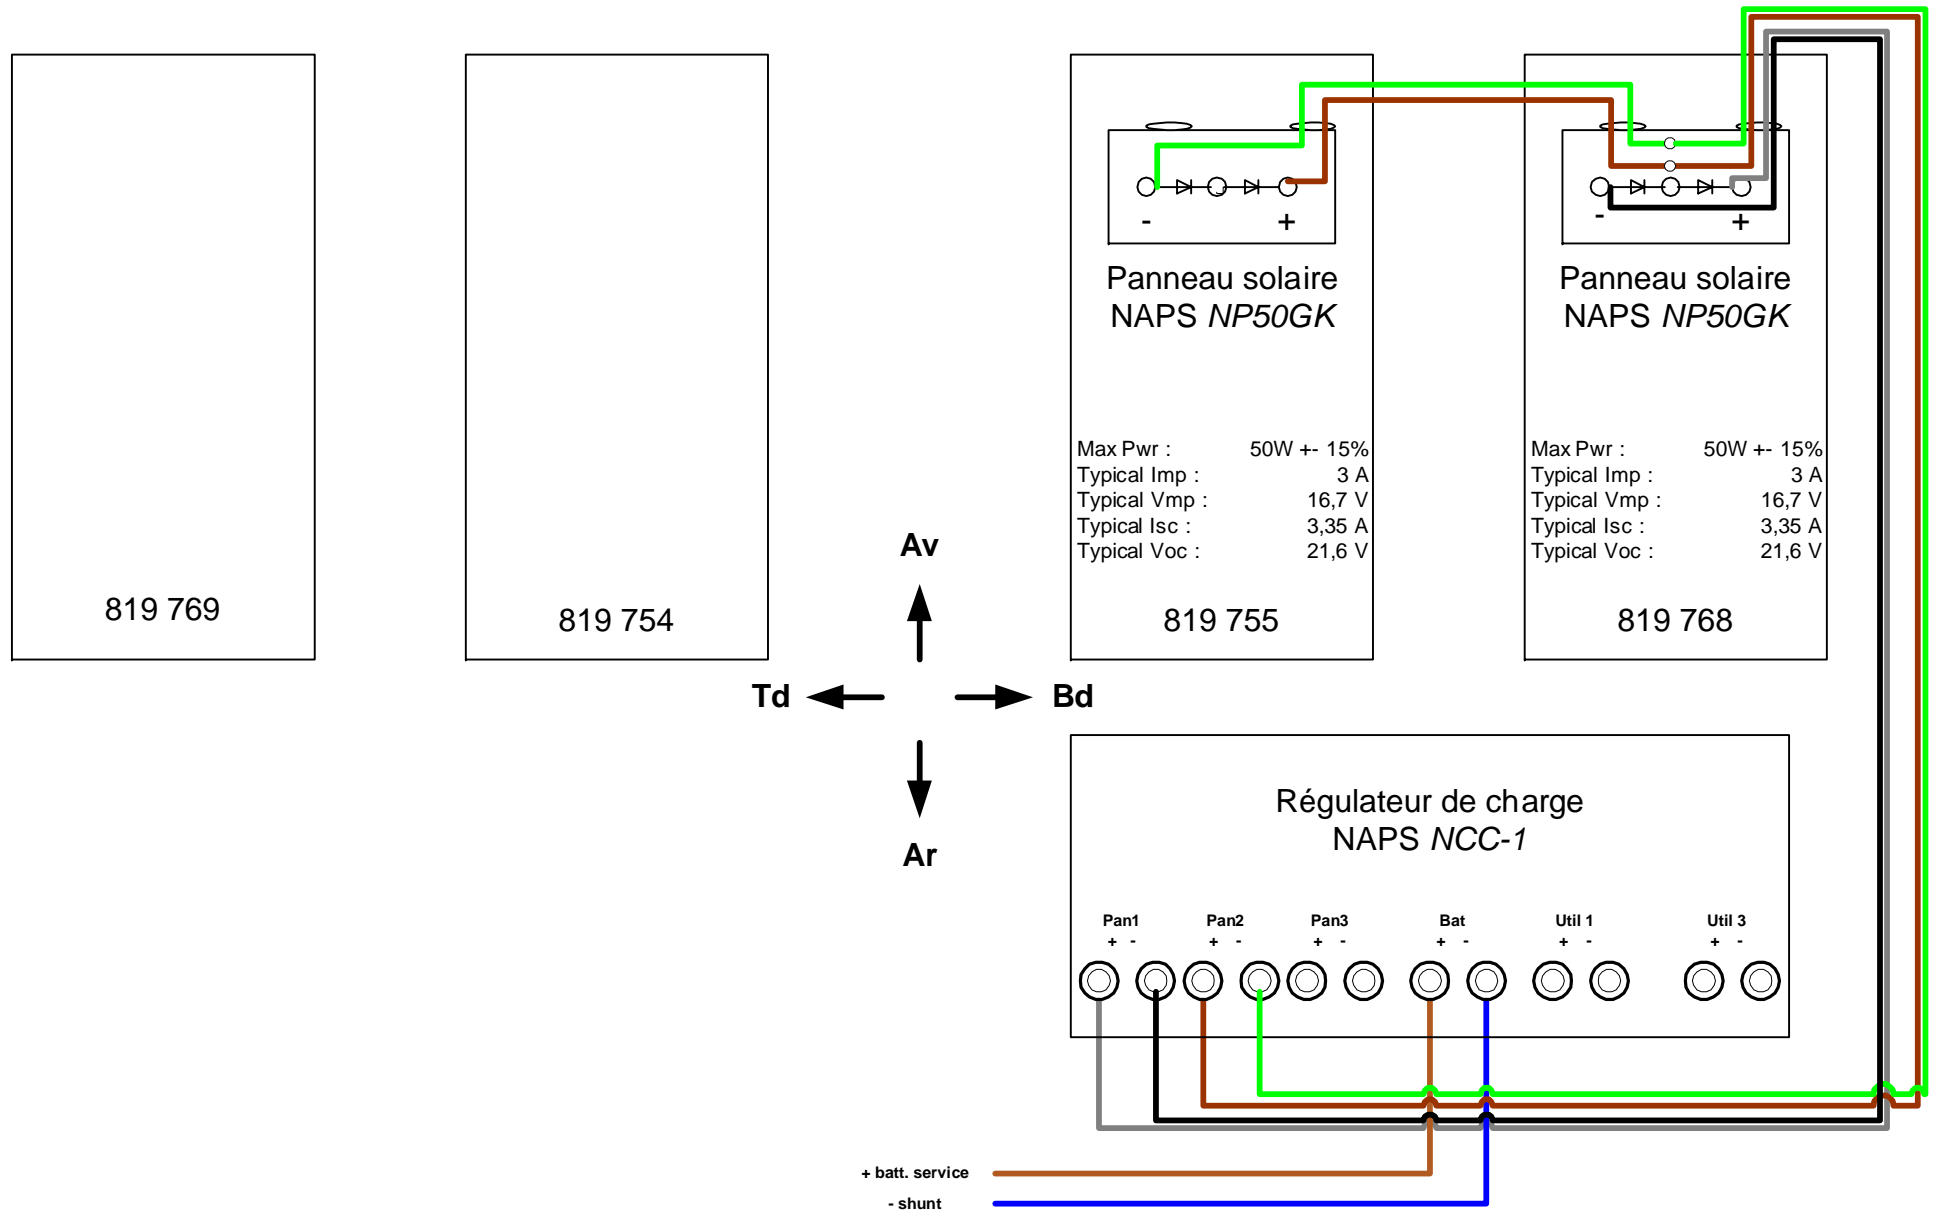 - +
- +
Panneau solaire
NAPS NP50GK
Panneau solaire
NAPS NP50GK
Max Pwr : 50W +- 15%
Typical Imp : 3 A
Typical Vmp : 16,7 V
Typical Isc : 3,35 A
Typical Voc : 21,6 V
Max Pwr : 50W +- 15%
Typical Imp : 3 A
Typical Vmp : 16,7 V
Typical Isc : 3,35 A
Typical Voc : 21,6 V
819 769
819 754
819 755
819 768
Av
Td
Bd
Ar
Régulateur de charge
NAPS NCC-1
Pan1 Pan2 Pan3 Bat Util 1 Util 3
+ - + - + - + - + - + -
+ batt. service
- shunt